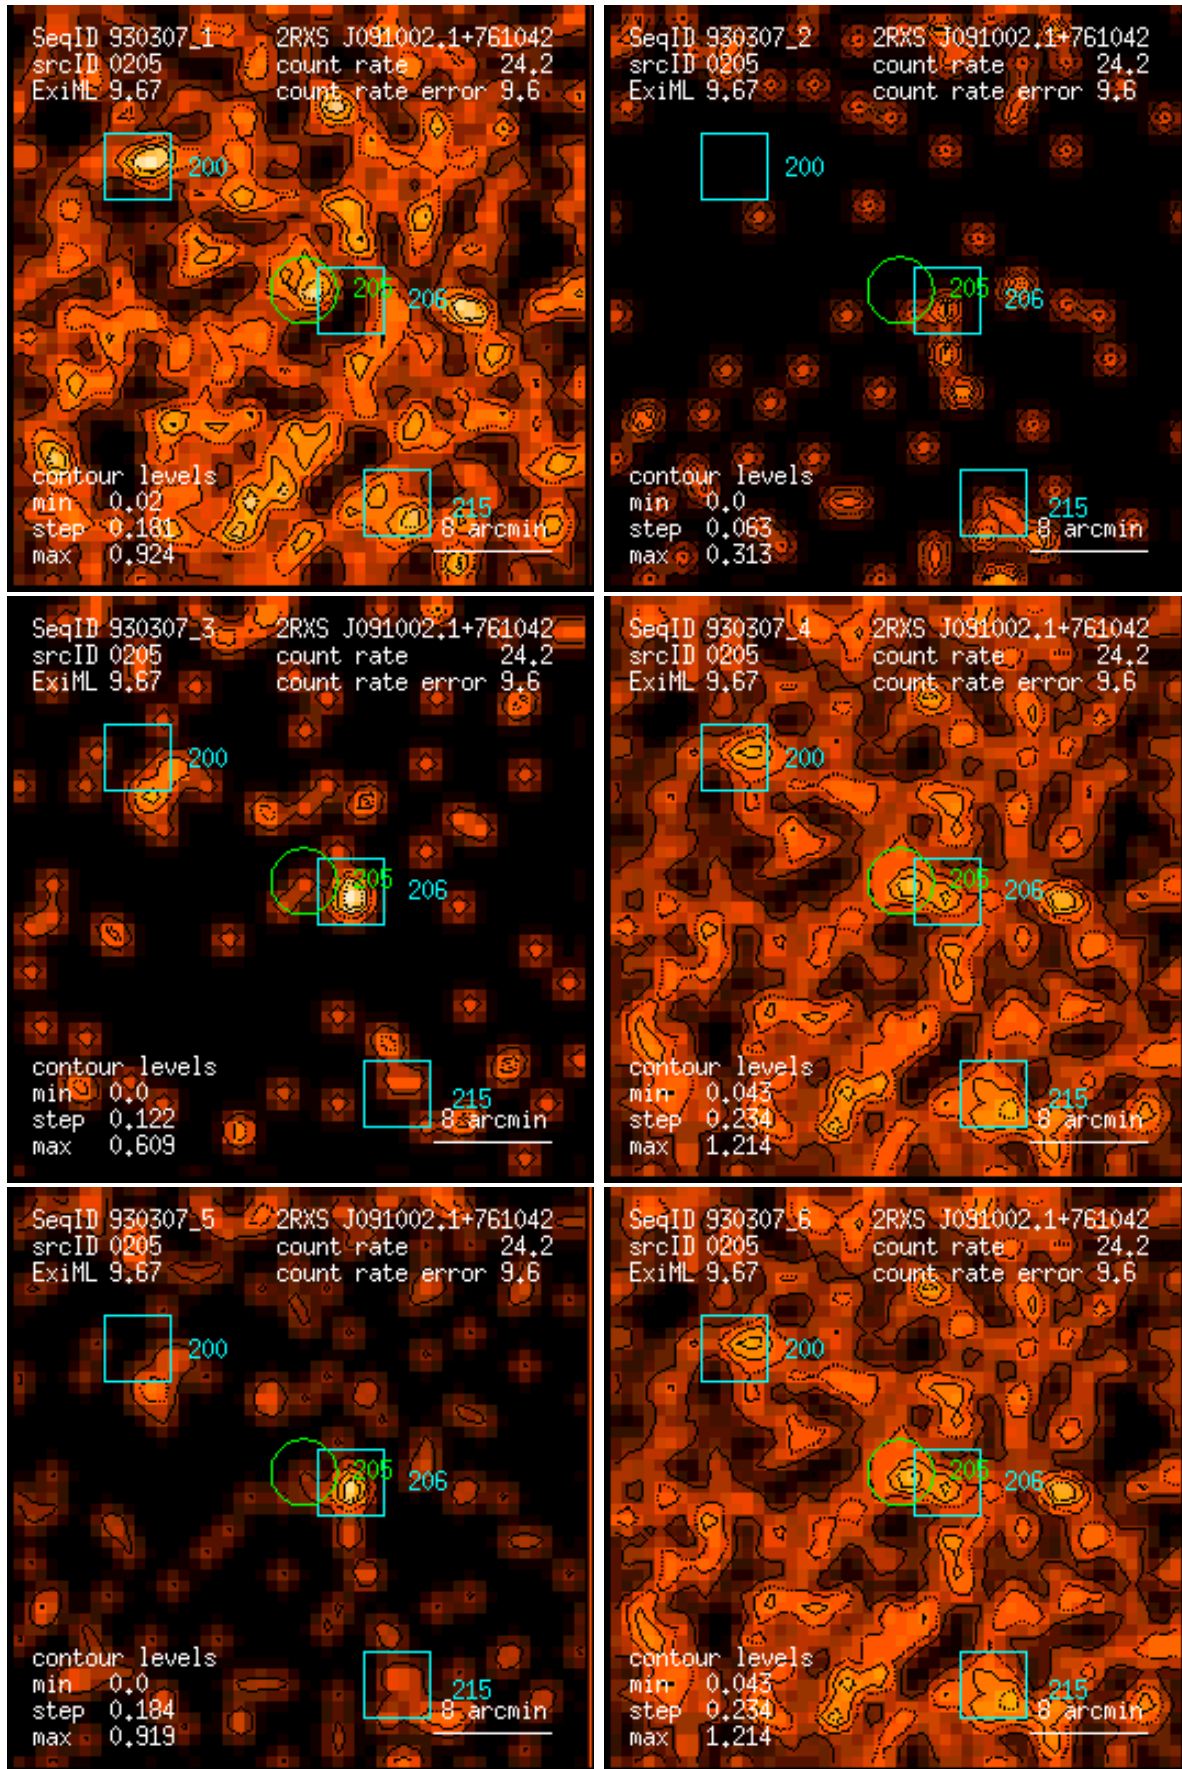 SeqID 930307_1 2RXS J091002.1+761042
srcID 0205 count rate 24.2
ExiML 9.67 count rate error 9.6
200
205
206
contour levels
min 0.02
215
step 0.181 8 arcmin
max 0.924
SeqID 930307_2 2RXS J091002.1+761042
srcID 0205 count rate 24.2
ExiML 9.67 count rate error 9.6
200
205
206
contour levels
min 0.0
215
step 0.063 8 arcmin
max 0.313
SeqID 930307_3 2RXS J091002.1+761042
srcID 0205 count rate 24.2
ExiML 9.67 count rate error 9.6
200
205
206
contour levels
min 0.0
215
step 0.122 8 arcmin
max 0.609
SeqID 930307_4 2RXS J091002.1+761042
srcID 0205 count rate 24.2
ExiML 9.67 count rate error 9.6
200
205
206
contour levels
min 0.043
215
step 0.234 8 arcmin
max 1.214
SeqID 930307_5 2RXS J091002.1+761042
srcID 0205 count rate 24.2
ExiML 9.67 count rate error 9.6
200
205
206
contour levels
min 0.0
215
step 0.184 8 arcmin
max 0.919
SeqID 930307_6 2RXS J091002.1+761042
srcID 0205 count rate 24.2
ExiML 9.67 count rate error 9.6
200
205
206
contour levels
min 0.043
215
step 0.234 8 arcmin
max 1.214